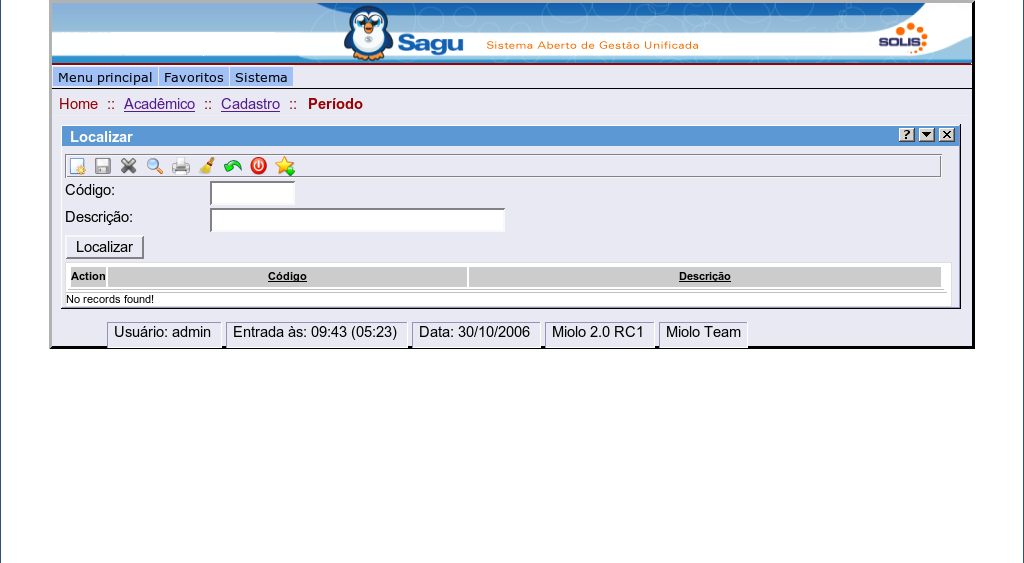 Sagu Sistema Aberto de Gestão Unificada SOLIS
Menu principal Favoritos Sistema
Home :: Acadêmico :: Cadastro :: Período
Localizar ?
Código:
Descrição:
Localizar
Action Código Descrição
No records found!
Usuário: admin Entrada às: 09:43 (05:23) Data: 30/10/2006 Miolo 2.0 RC1 Miolo Team